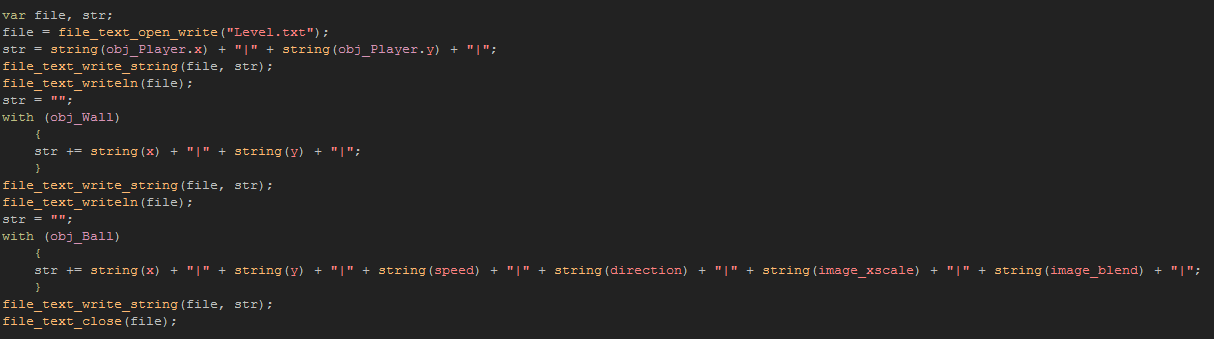 var file, str;
file = file_text_open_write("Level.txt");
str = string(obj_Player.x) + "|" + string(obj_Player.y) + "|";
file_text_write_string(file, str);
file_text_writeln(file);
str = "";
with (obj_Wall)
    {
    str += string(x) + "|" + string(y) + "|";
    }
file_text_write_string(file, str);
file_text_writeln(file);
str = "";
with (obj_Ball)
    {
    str += string(x) + "|" + string(y) + "|" + string(speed) + "|" + string(direction) + "|" + string(image_xscale) + "|" + string(image_blend) + "|";
    }
file_text_write_string(file, str);
file_text_close(file);